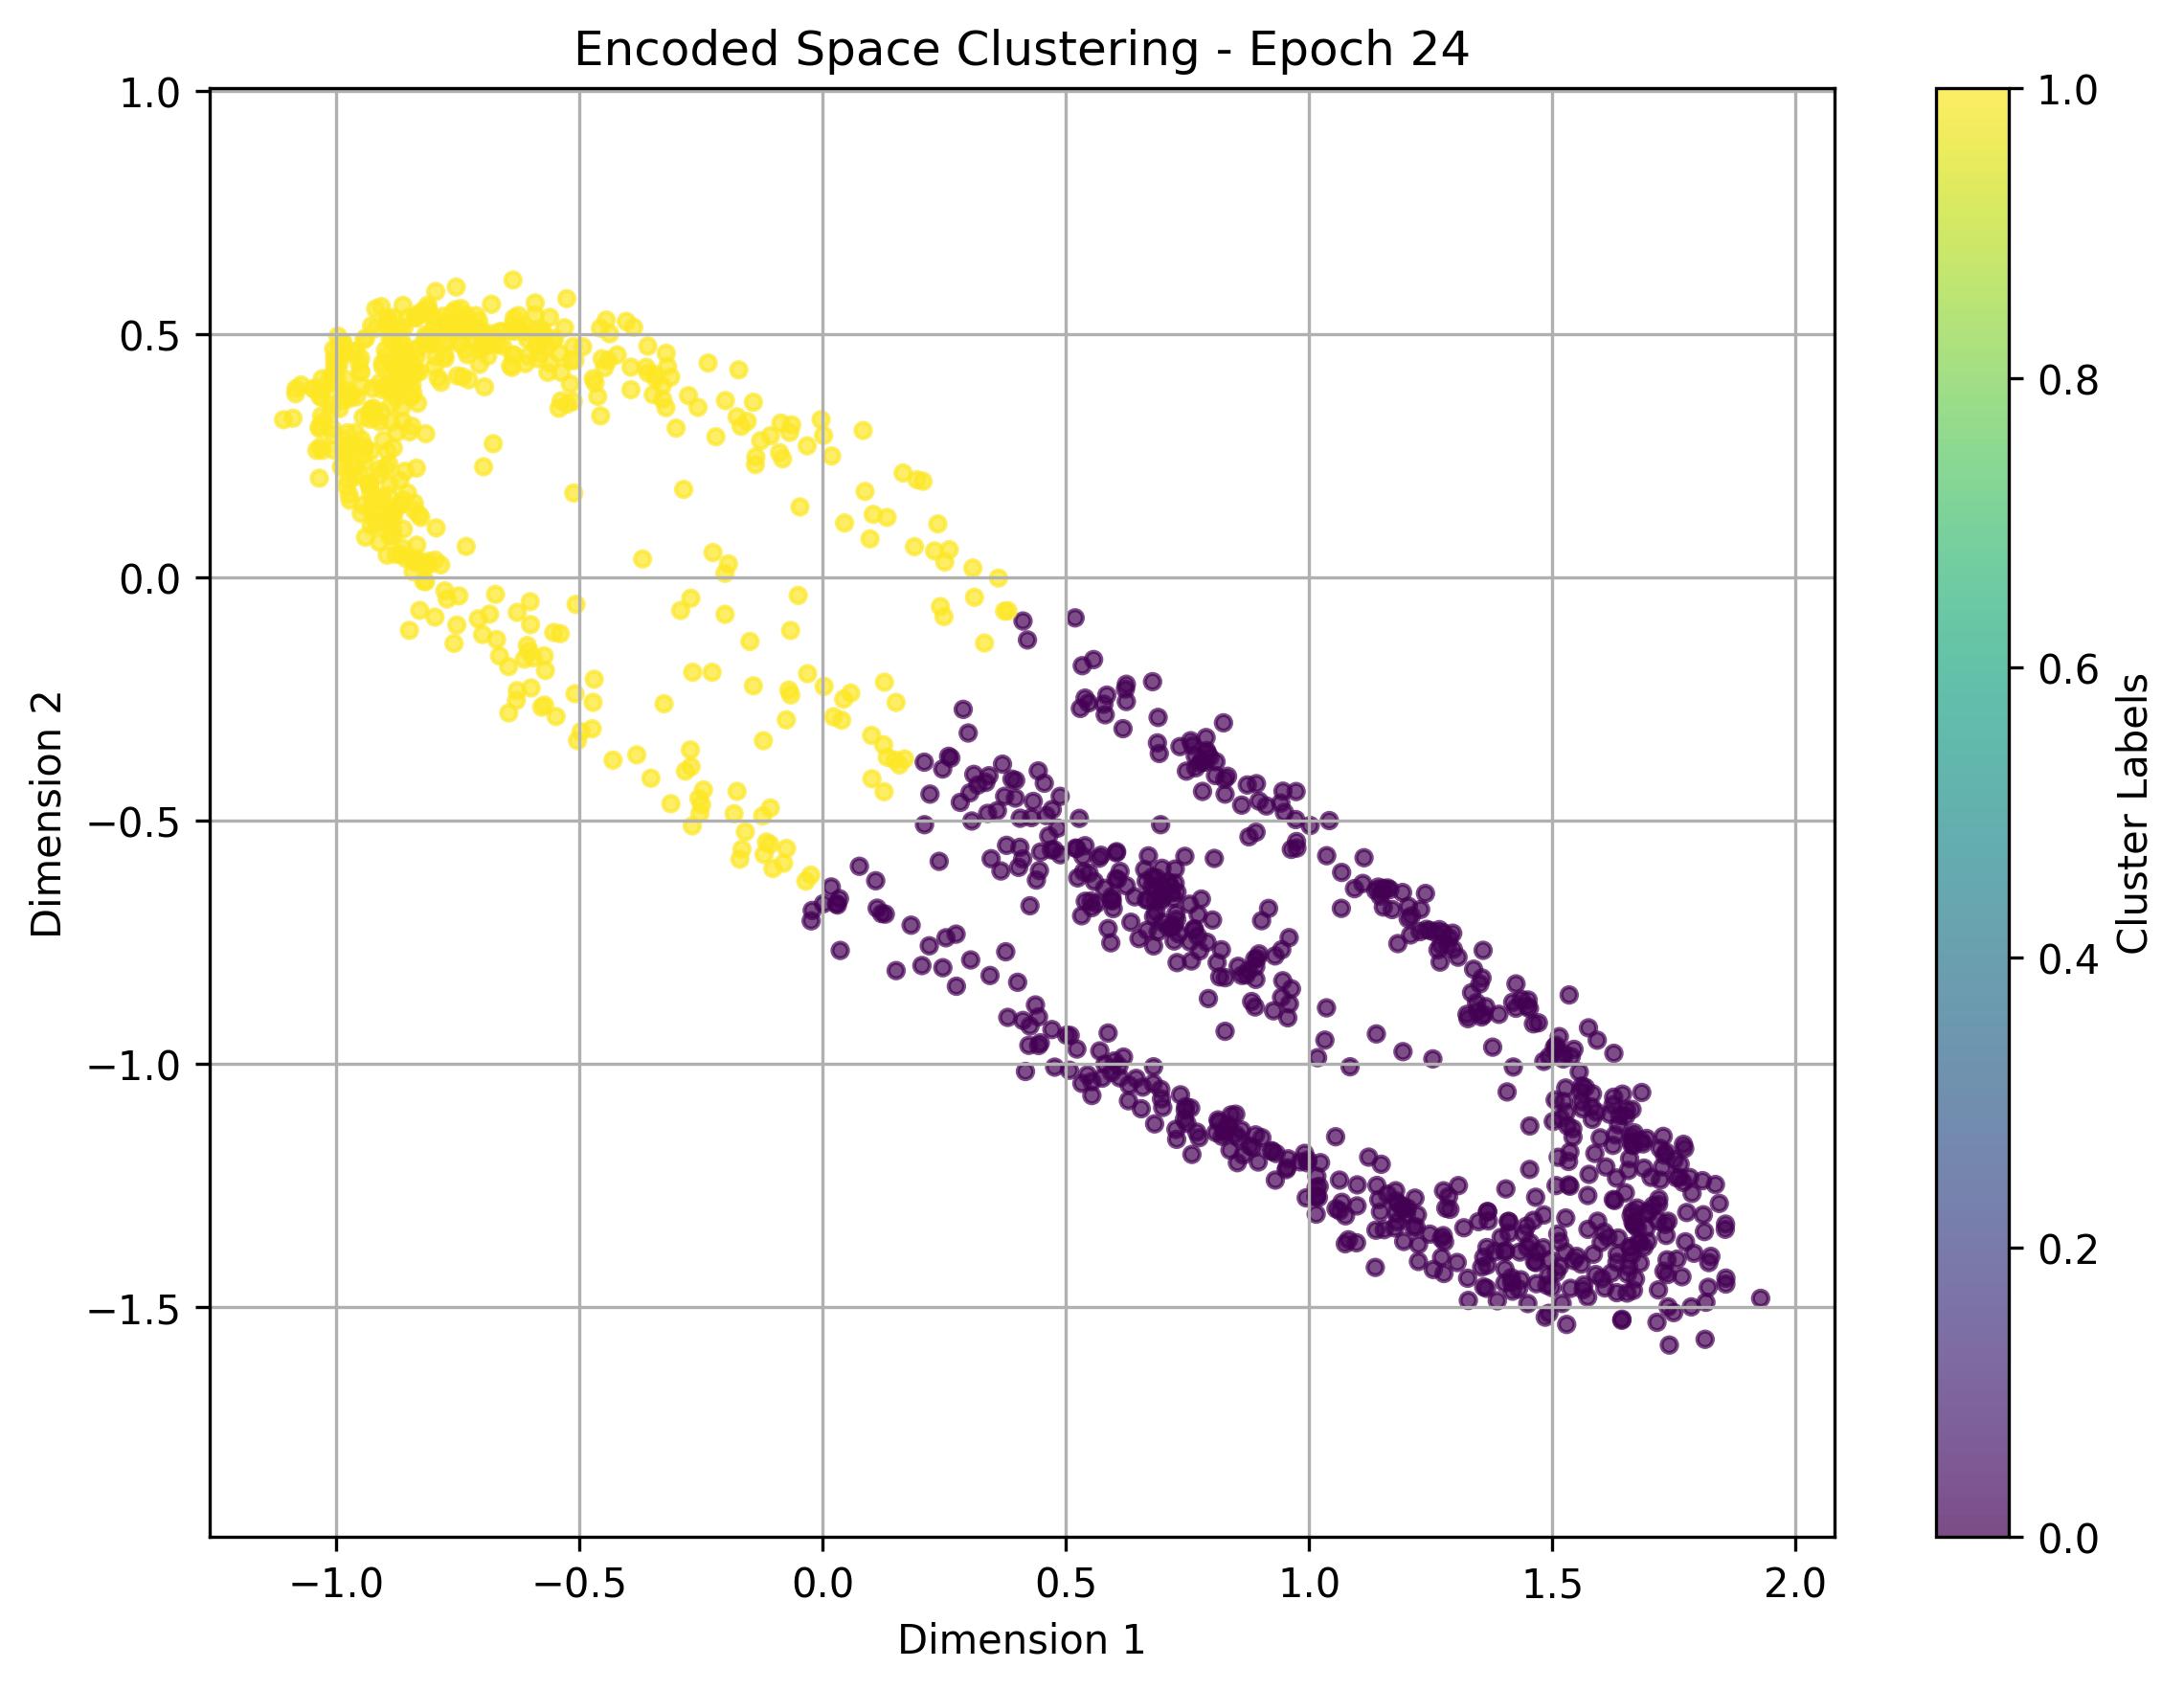 Encoded Space Clustering - Epoch 24
1.0
0.5
0.0
−0.5
−1.0
−1.5
Dimension 2
−1.0 −0.5 0.0 0.5 1.0 1.5 2.0
Dimension 1
1.0
0.8
0.6
0.4
0.2
0.0
Cluster Labels